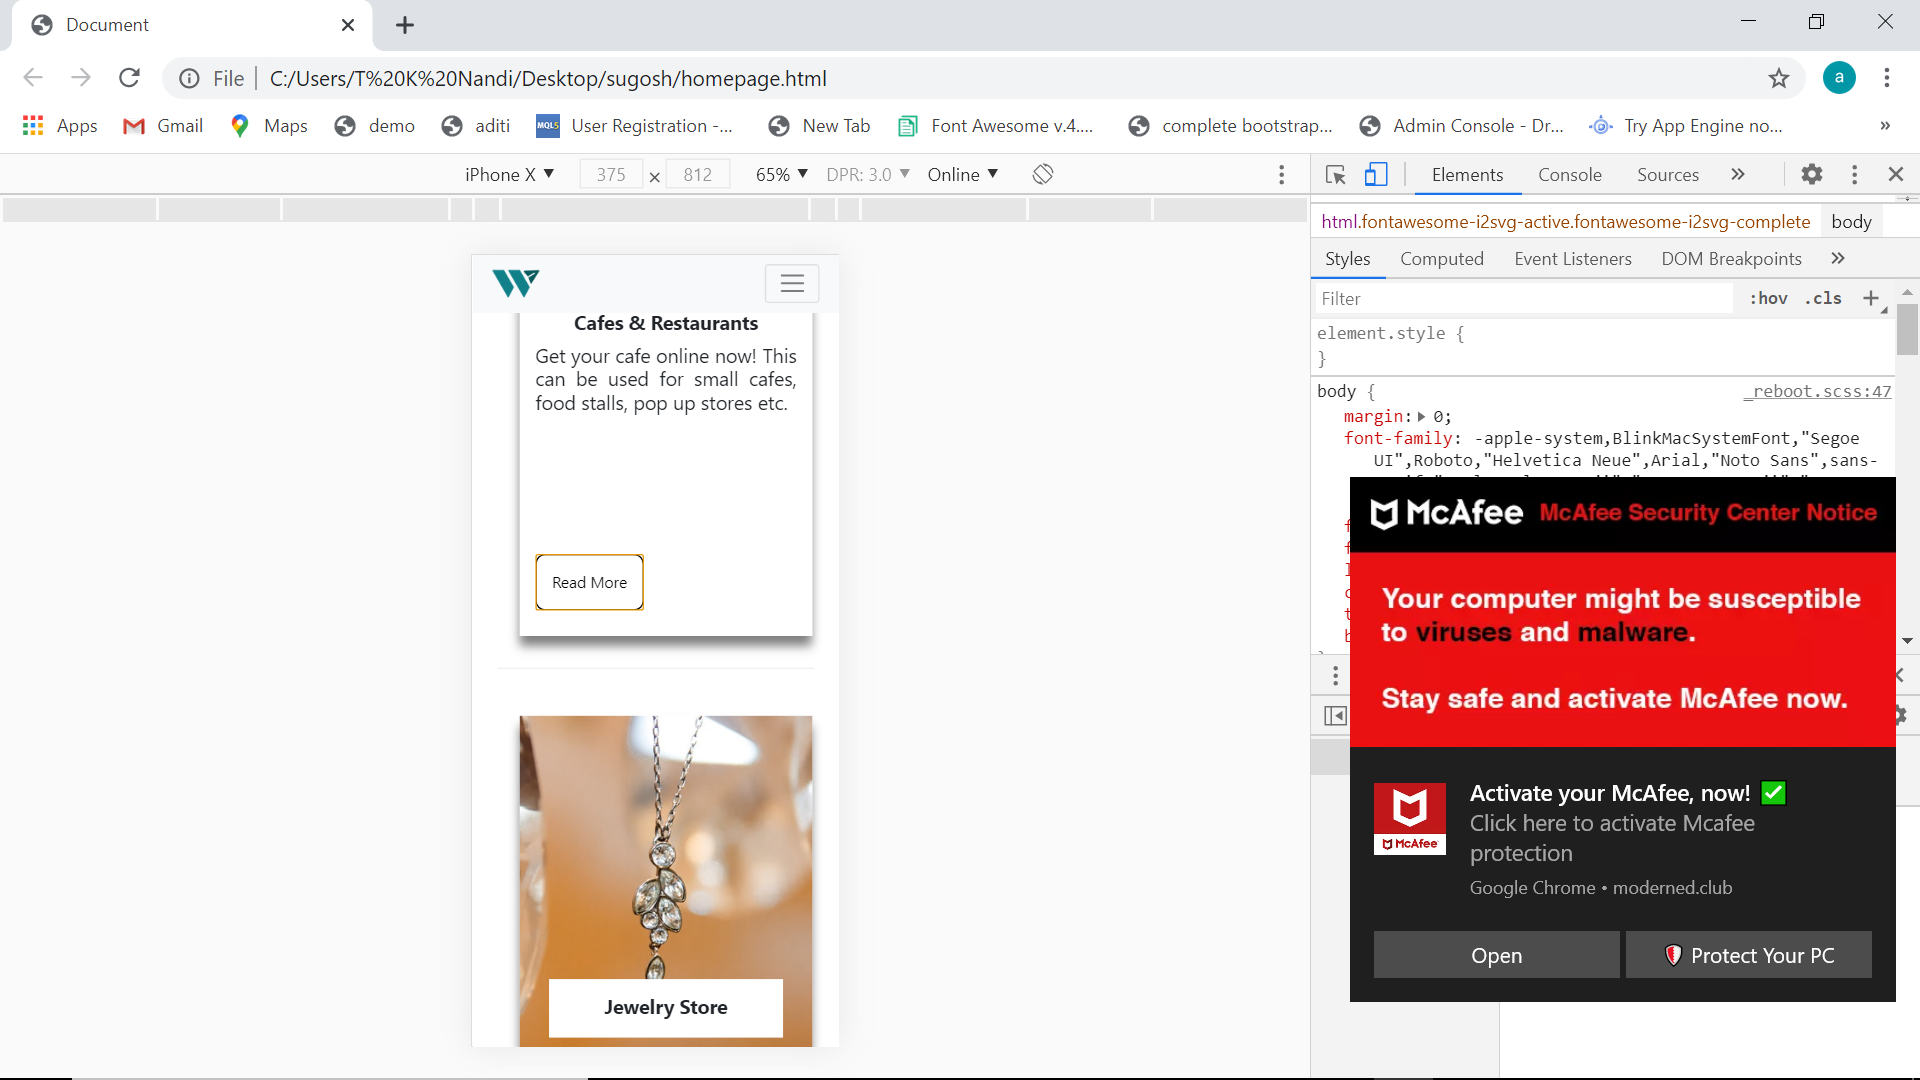 Document
File
C:/Users/T%20K%20Nandi/Desktop/sugosh/homepage.html
a
Apps
Gmail
Maps
demo
aditi
MQL5
User Registration -...
New Tab
Font Awesome v.4....
complete bootstrap...
Admin Console - Dr...
Try App Engine no...
»
iPhone X
375
×
812
65%
DPR: 3.0
Online
Elements
Console
Sources
»
html.fontawesome-i2svg-active.fontawesome-i2svg-complete
body
Styles
Computed
Event Listeners
DOM Breakpoints
»
Filter
:hov
.cls
+
element.style {
}
body {
_reboot.scss:47
margin: 0;
font-family: -apple-system,BlinkMacSystemFont,"Segoe
UI",Roboto,"Helvetica Neue",Arial,"Noto Sans",sans-
W
Cafes & Restaurants
Get your cafe online now! This
can be used for small cafes,
food stalls, pop up stores etc.
Read More
Jewelry Store
McAfee
McAfee Security Center Notice
Your computer might be susceptible
to viruses and malware.
Stay safe and activate McAfee now.
McAfee
Activate your McAfee, now! ✅
Click here to activate Mcafee
protection
Google Chrome • moderned.club
Open
Protect Your PC